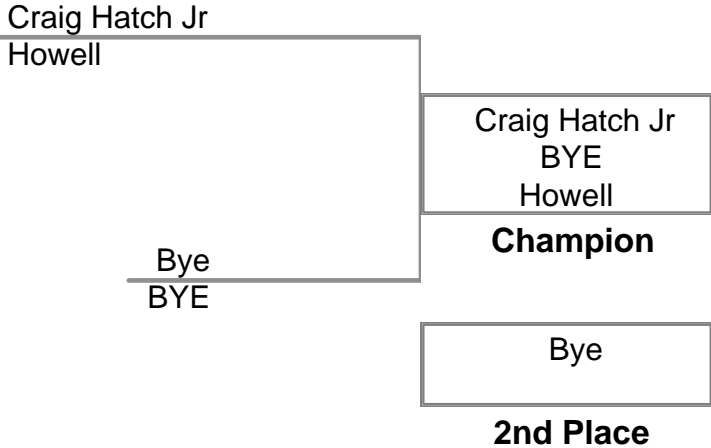 Craig Hatch Jr
Howell
Craig Hatch Jr
BYE
Howell
Champion
Bye
BYE
Bye
2nd Place